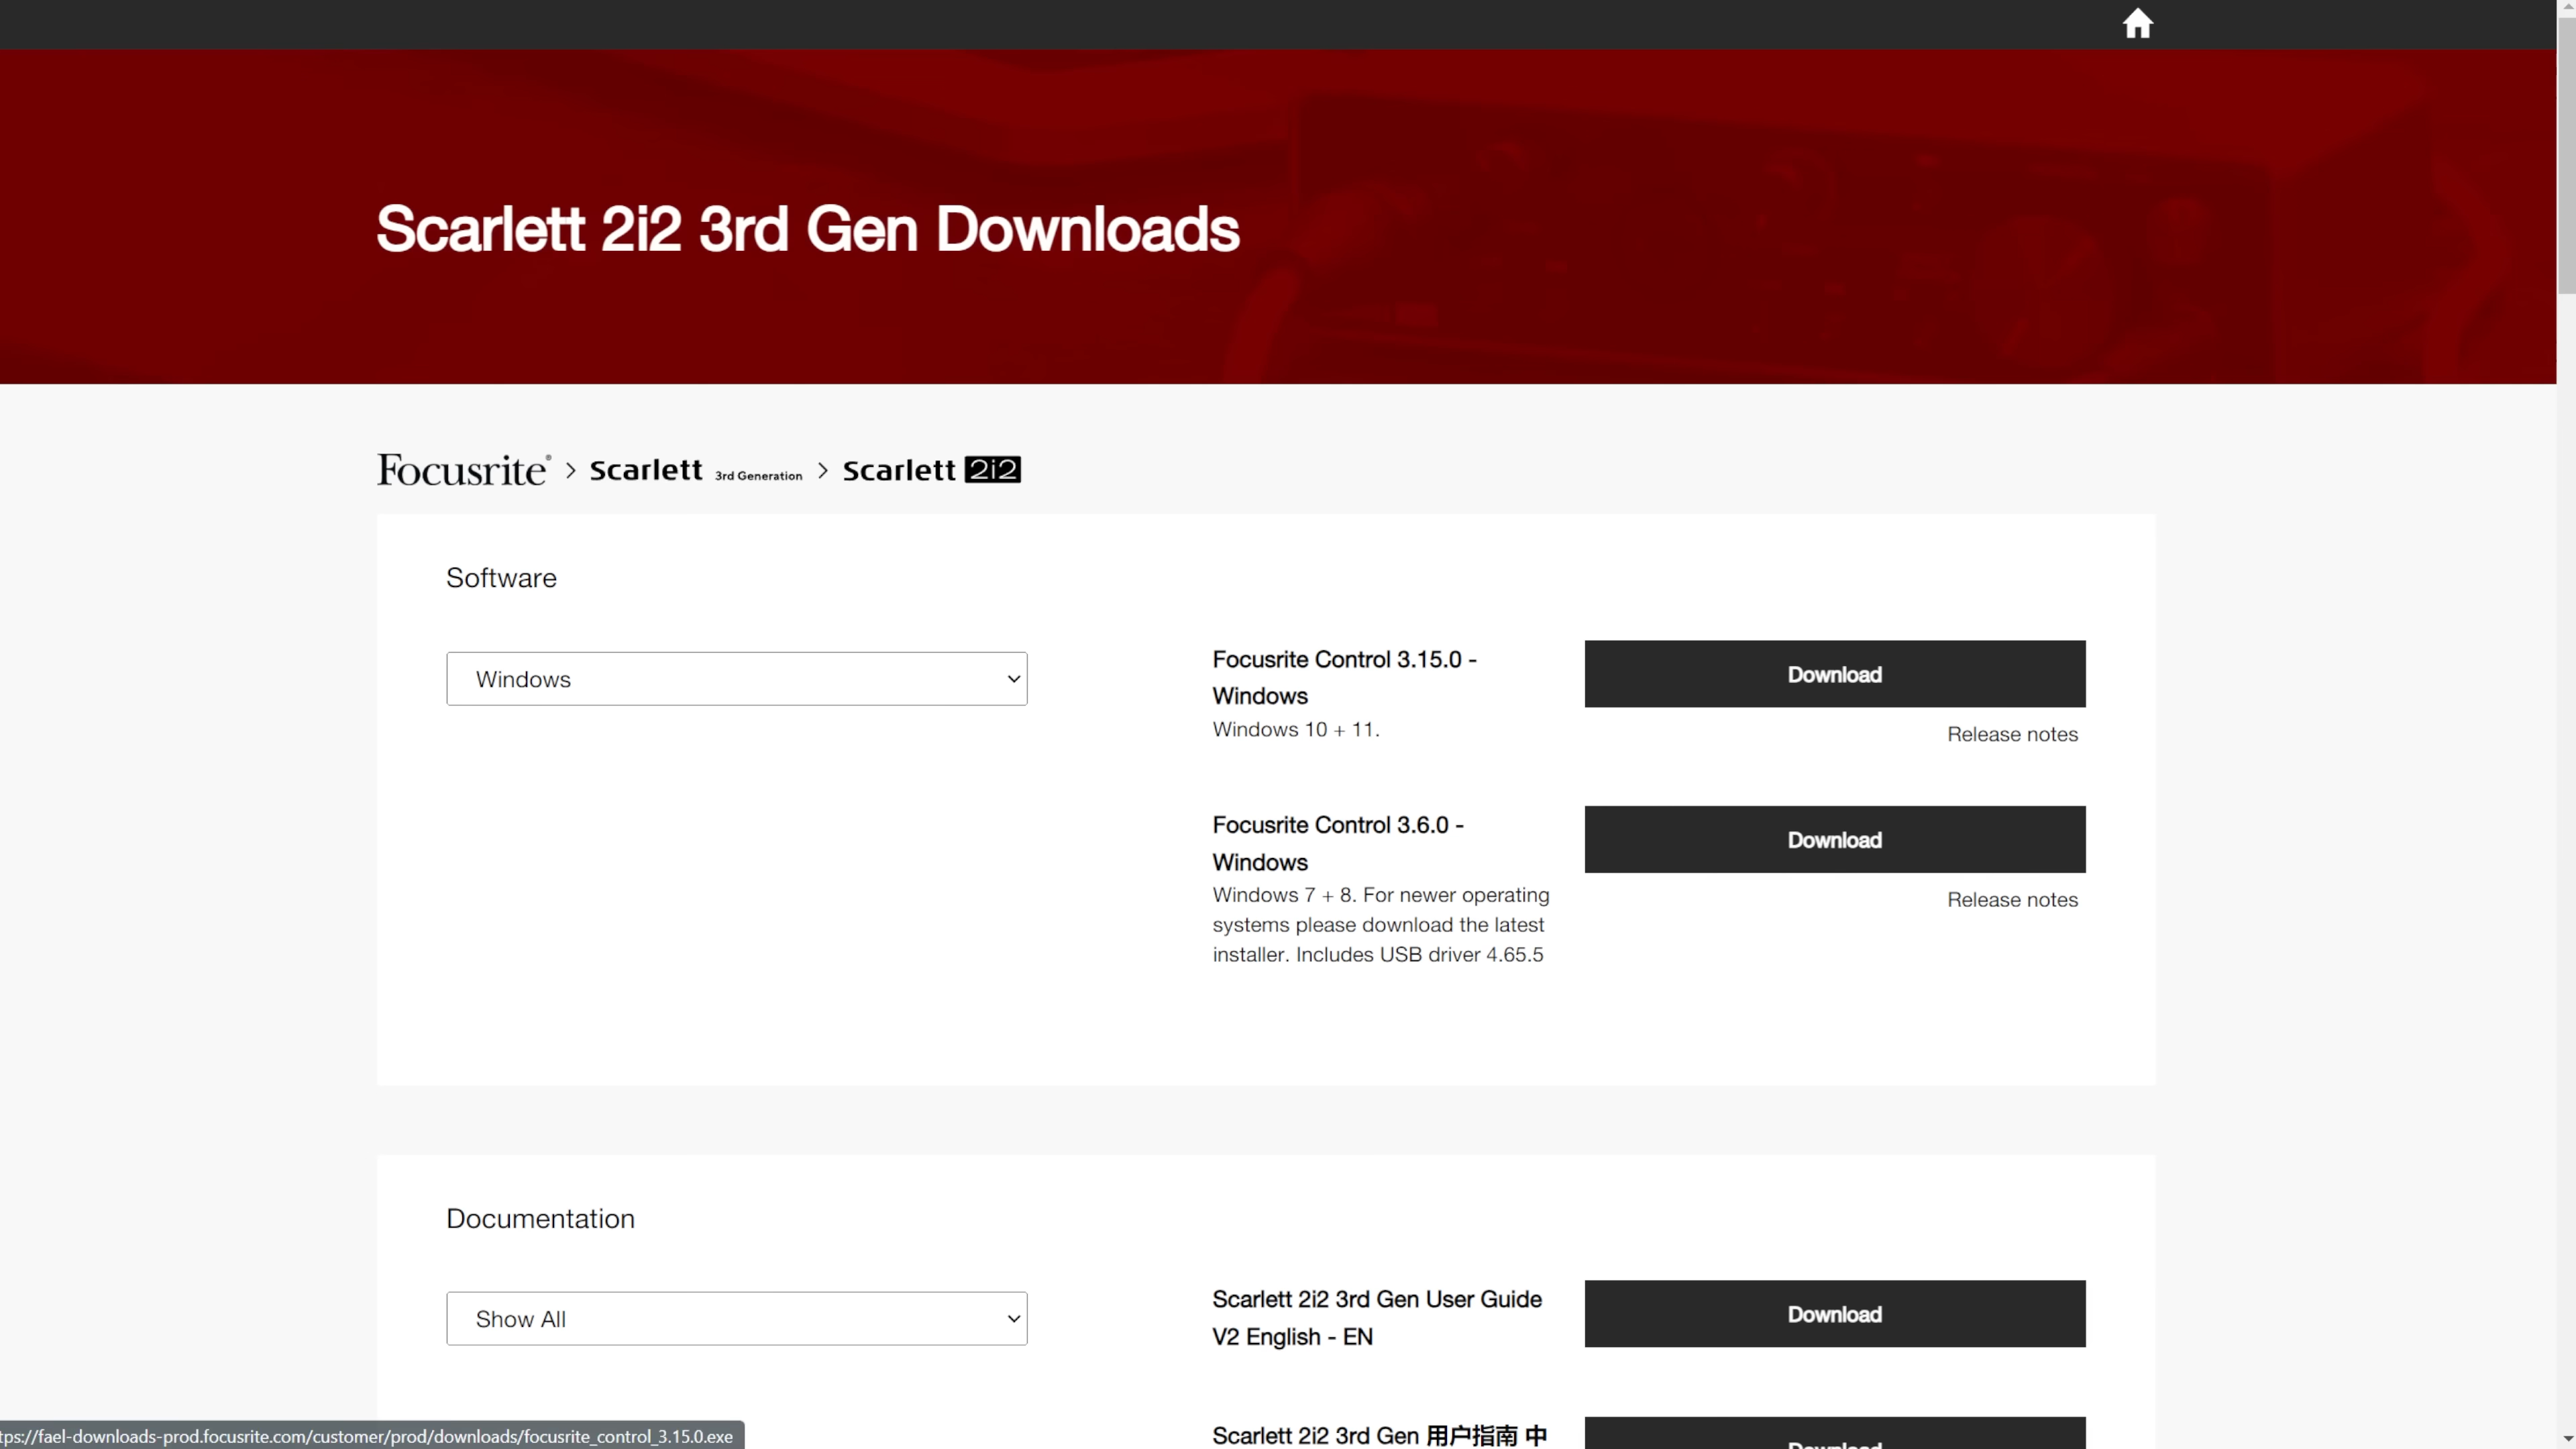 Scarlett 2i2 3rd Gen Downloads
Focusrite® > Scarlett 3rd Generation > Scarlett 2i2
Software
Windows
Focusrite Control 3.15.0 -
Windows
Windows 10 + 11.
Download
Release notes
Focusrite Control 3.6.0 -
Windows
Windows 7 + 8. For newer operating
systems please download the latest
installer. Includes USB driver 4.65.5
Download
Release notes
Documentation
Show All
Scarlett 2i2 3rd Gen User Guide
V2 English - EN
Download
Scarlett 2i2 3rd Gen 用户指南 中
Download
tps://fael-downloads-prod.focusrite.com/customer/prod/downloads/focusrite_control_3.15.0.exe